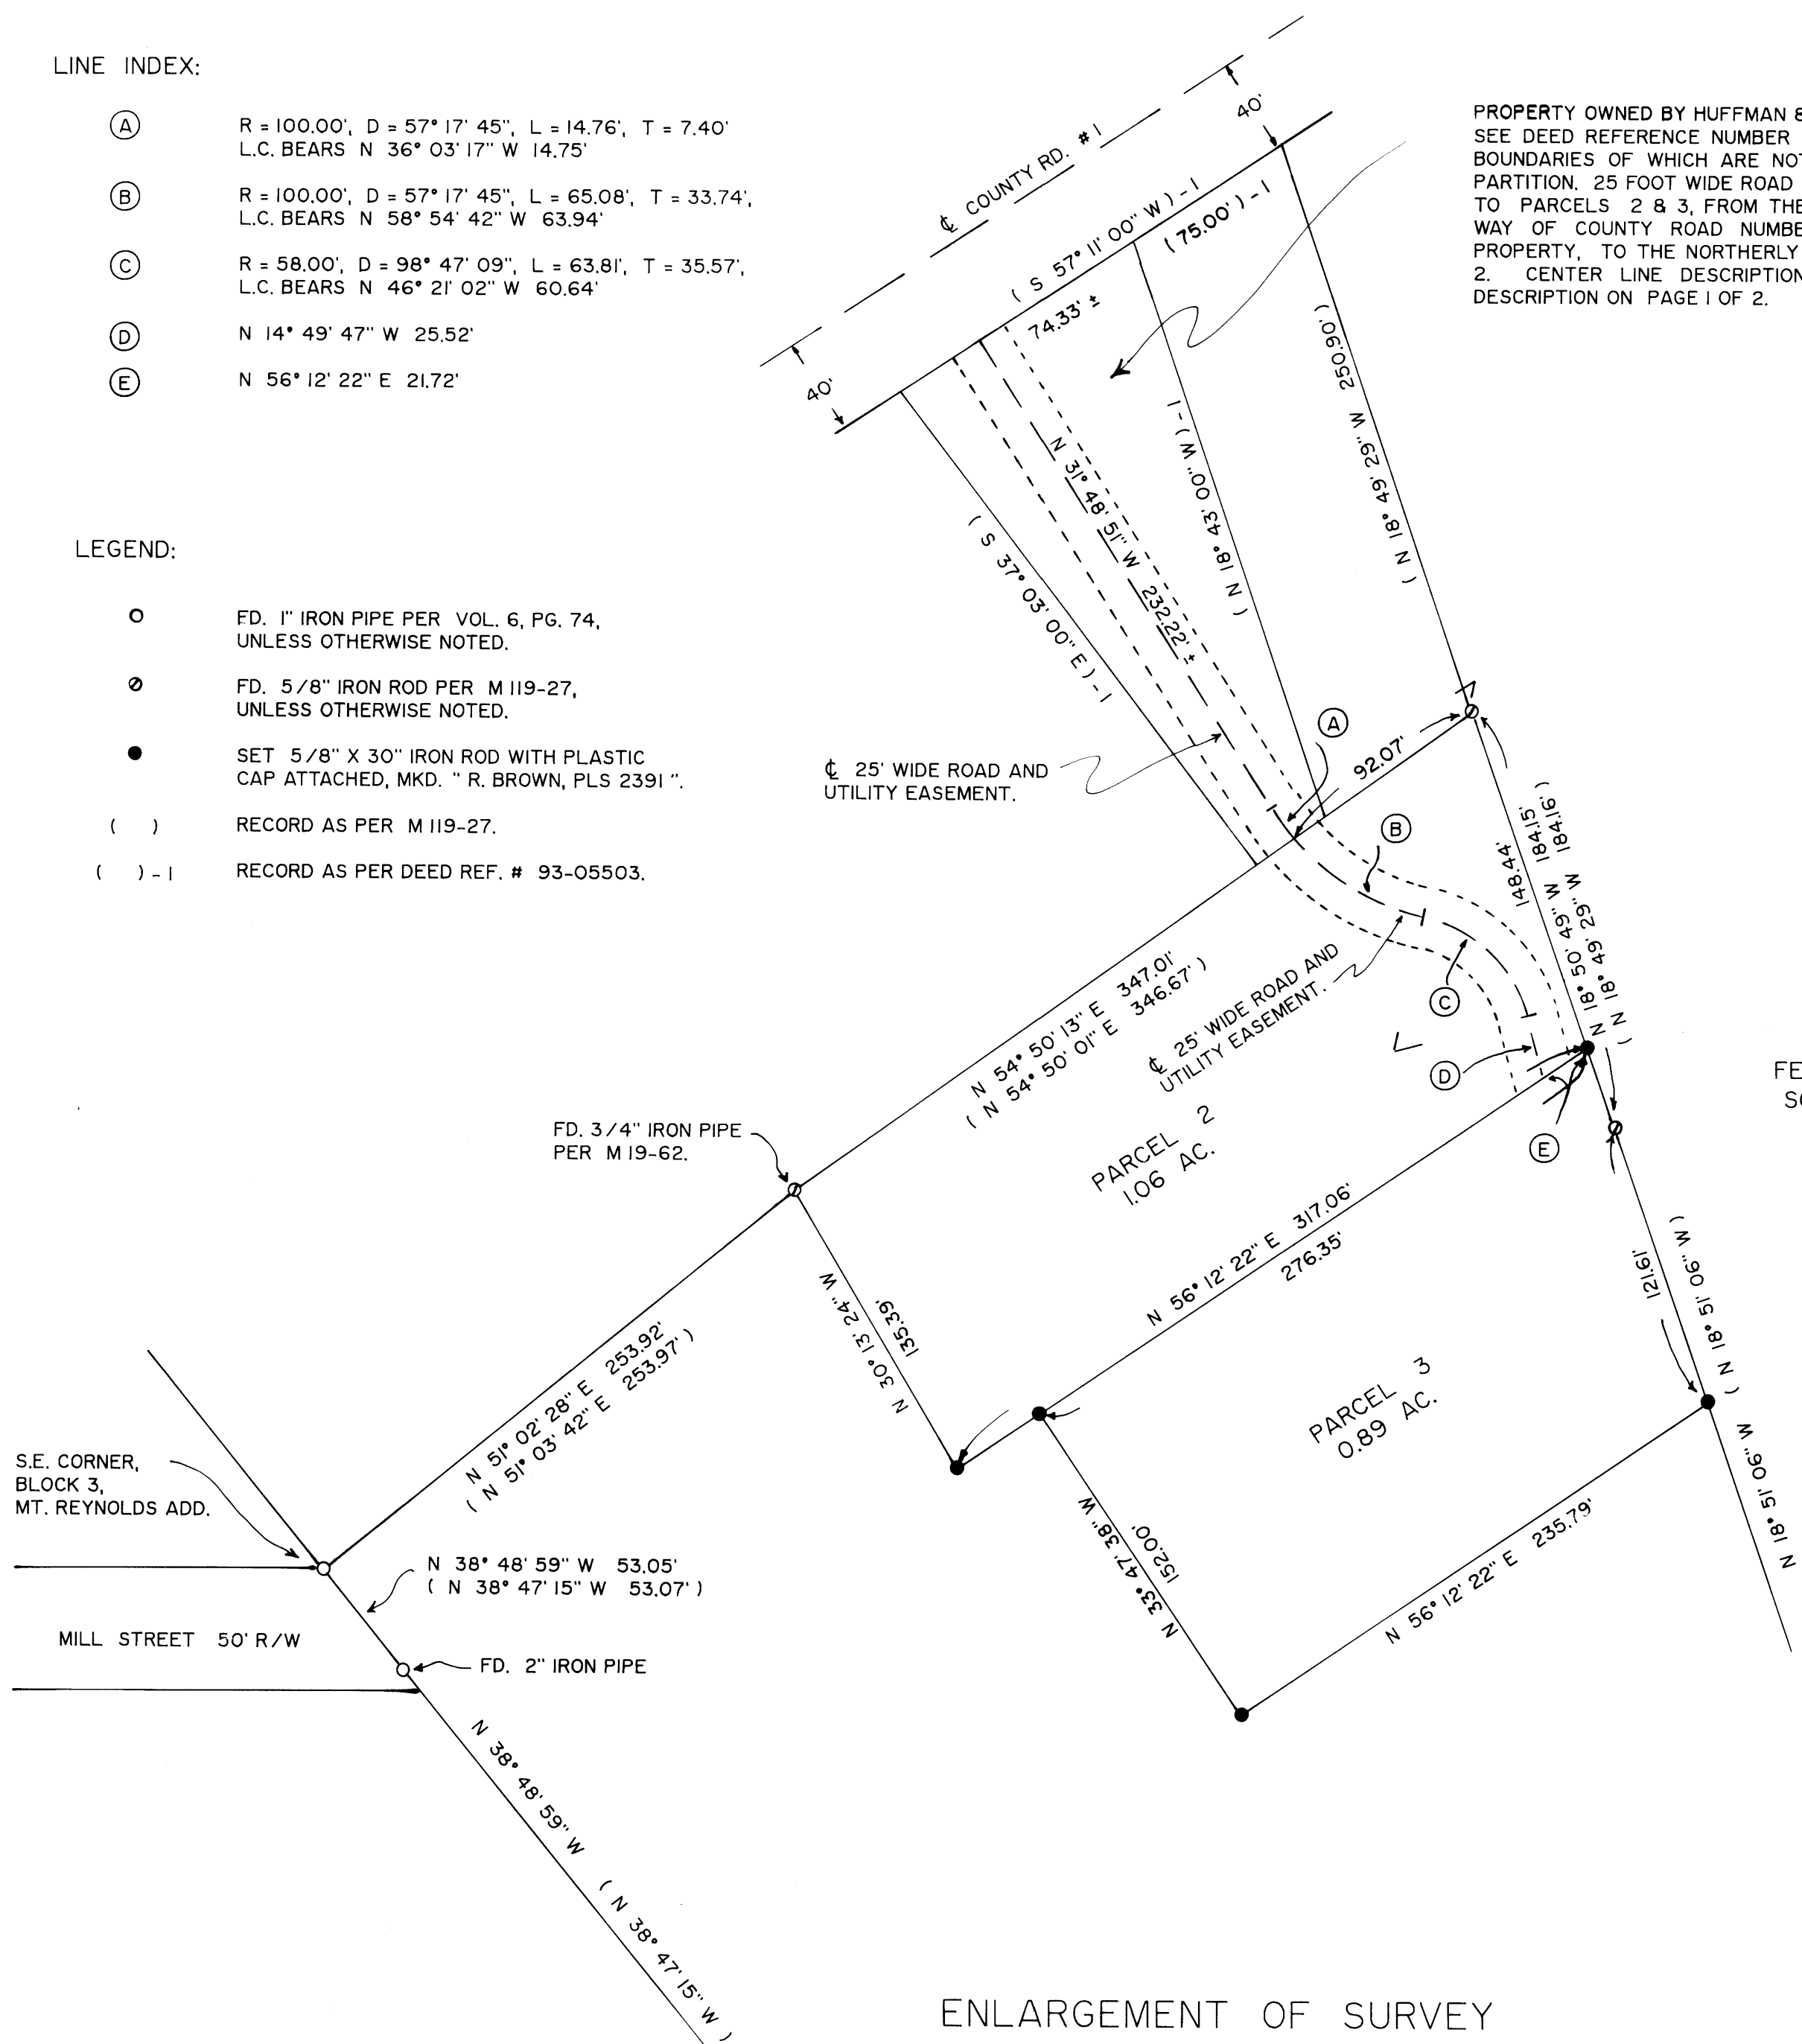 LINE INDEX:
A
R = 100.00', D = 57° 17' 45", L = 14.76', T = 7.40'
L.C. BEARS N 36° 03' 17" W 14.75'
B
R = 100.00', D = 57° 17' 45", L = 65.08', T = 33.74',
L.C. BEARS N 58° 54' 42" W 63.94'
C
R = 58.00', D = 98° 47' 09", L = 63.81', T = 35.57',
L.C. BEARS N 46° 21' 02" W 60.64'
D
N 14° 49' 47" W 25.52'
E
N 56° 12' 22" E 21.72'
LEGEND:
FD. 1" IRON PIPE PER VOL. 6, PG. 74,
UNLESS OTHERWISE NOTED.
FD. 5/8" IRON ROD PER M 119-27,
UNLESS OTHERWISE NOTED.
SET 5/8" X 30" IRON ROD WITH PLASTIC
CAP ATTACHED, MKD. " R. BROWN, PLS 2391 ".
( ) RECORD AS PER M 119-27.
( ) - 1 RECORD AS PER DEED REF. # 93-05503.
PROPERTY OWNED BY HUFFMAN &
SEE DEED REFERENCE NUMBER
BOUNDARIES OF WHICH ARE NOT
PARTITION. 25 FOOT WIDE ROAD
TO PARCELS 2 & 3, FROM THE
WAY OF COUNTY ROAD NUMBE
PROPERTY, TO THE NORTHERLY
2. CENTER LINE DESCRIPTION
DESCRIPTION ON PAGE 1 OF 2.
℄ COUNTY RD. # 1
40'
40'
( S 57° 11' 00" W ) - 1
( 75.00' ) - 1
74.33' ±
( N 18° 49' 29" W 250.90' )
( N 18° 43' 00" W ) - 1
N 31° 48' 51" W 232.22' ±
( S 37° 03' 00" E ) - 1
℄ 25' WIDE ROAD AND
UTILITY EASEMENT.
A
92.07'
B
148.44'
N 18° 50' 49" W 184.15'
( N 18° 49' 29" W 184.16' )
C
D
E
N 54° 50' 13" E 347.01'
( N 54° 50' 01" E 346.67' )
℄ 25' WIDE ROAD AND
UTILITY EASEMENT.
FE
SO
PARCEL 2
1.06 AC.
FD. 3/4" IRON PIPE
PER M 19-62.
N 56° 12' 22" E 317.06'
276.35'
N 30° 13' 24" W
135.39'
121.61'
( N 18° 51' 06" W )
N 18° 51' 06" W
PARCEL 3
0.89 AC.
N 33° 47' 38" W
152.00'
N 56° 12' 22" E 235.79'
N 51° 02' 28" E 253.92'
( N 51° 03' 42" E 253.97' )
S.E. CORNER,
BLOCK 3,
MT. REYNOLDS ADD.
N 38° 48' 59" W 53.05'
( N 38° 47' 15" W 53.07' )
MILL STREET 50' R/W
FD. 2" IRON PIPE
N 38° 48' 59" W ( N 38° 47' 15" W )
ENLARGEMENT OF SURVEY